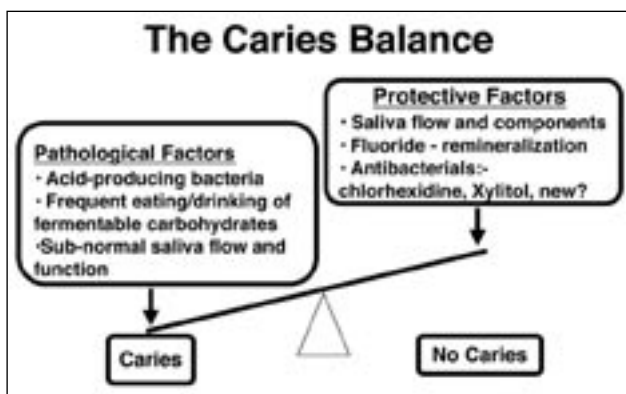 The Caries Balance
Pathological Factors
· Acid-producing bacteria
· Frequent eating/drinking of
fermentable carbohydrates
·Sub-normal saliva flow and
function
Protective Factors
· Saliva flow and components
· Fluoride - remineralization
· Antibacterials:-
chlorhexidine, Xylitol, new?
Caries
No Caries